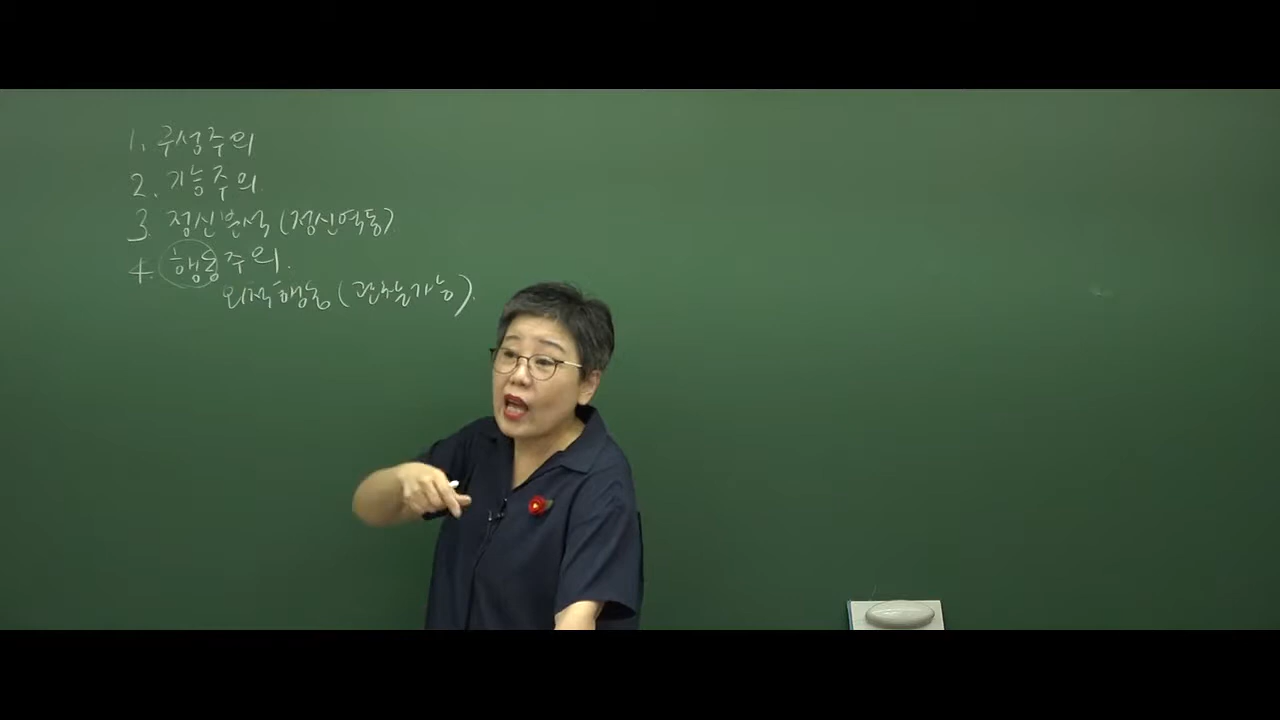 1. 구성주의
2. 기능주의.
3. 정신분석 (정신역동)
4. 행동주의.
외적행동 (관찰가능).